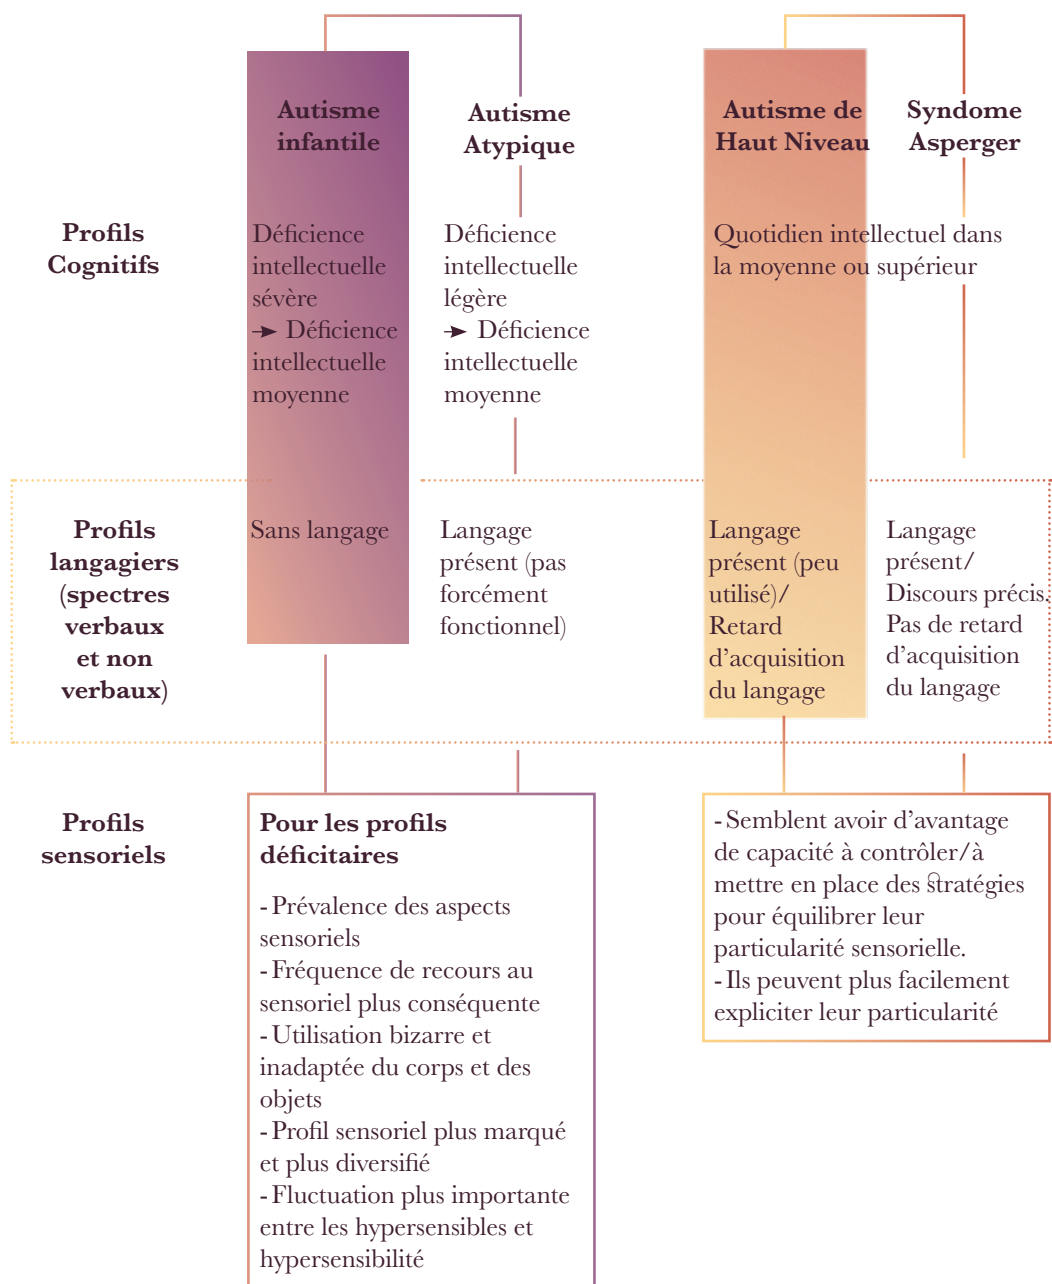 Autisme
infantile
Autisme
Atypique
Autisme de
Haut Niveau
Syndome
Asperger
Profils
Cognitifs
Déficience
intellectuelle
sévère
➛ Déficience
intellectuelle
moyenne
Déficience
intellectuelle
légère
➛ Déficience
intellectuelle
moyenne
Quotidien intellectuel dans
la moyenne ou supérieur
Profils
langagiers
(spectres
verbaux
et non
verbaux)
Sans langage
Langage
présent (pas
forcément
fonctionnel)
Langage
présent (peu
utilisé)/
Retard
d’acquisition
du langage
Langage
présent/
Discours précis.
Pas de retard
d’acquisition
du langage
Profils
sensoriels
Pour les profils
déficitaires
- Prévalence des aspects
sensoriels
- Fréquence de recours au
sensoriel plus conséquente
- Utilisation bizarre et
inadaptée du corps et des
objets
- Profil sensoriel plus marqué
et plus diversifié
- Fluctuation plus importante
entre les hypersensibles et
hypersensibilité
- Semblent avoir d’avantage
de capacité à contrôler/à
mettre en place des stratégies
pour équilibrer leur
particularité sensorielle.
- Ils peuvent plus facilement
expliciter leur particularité